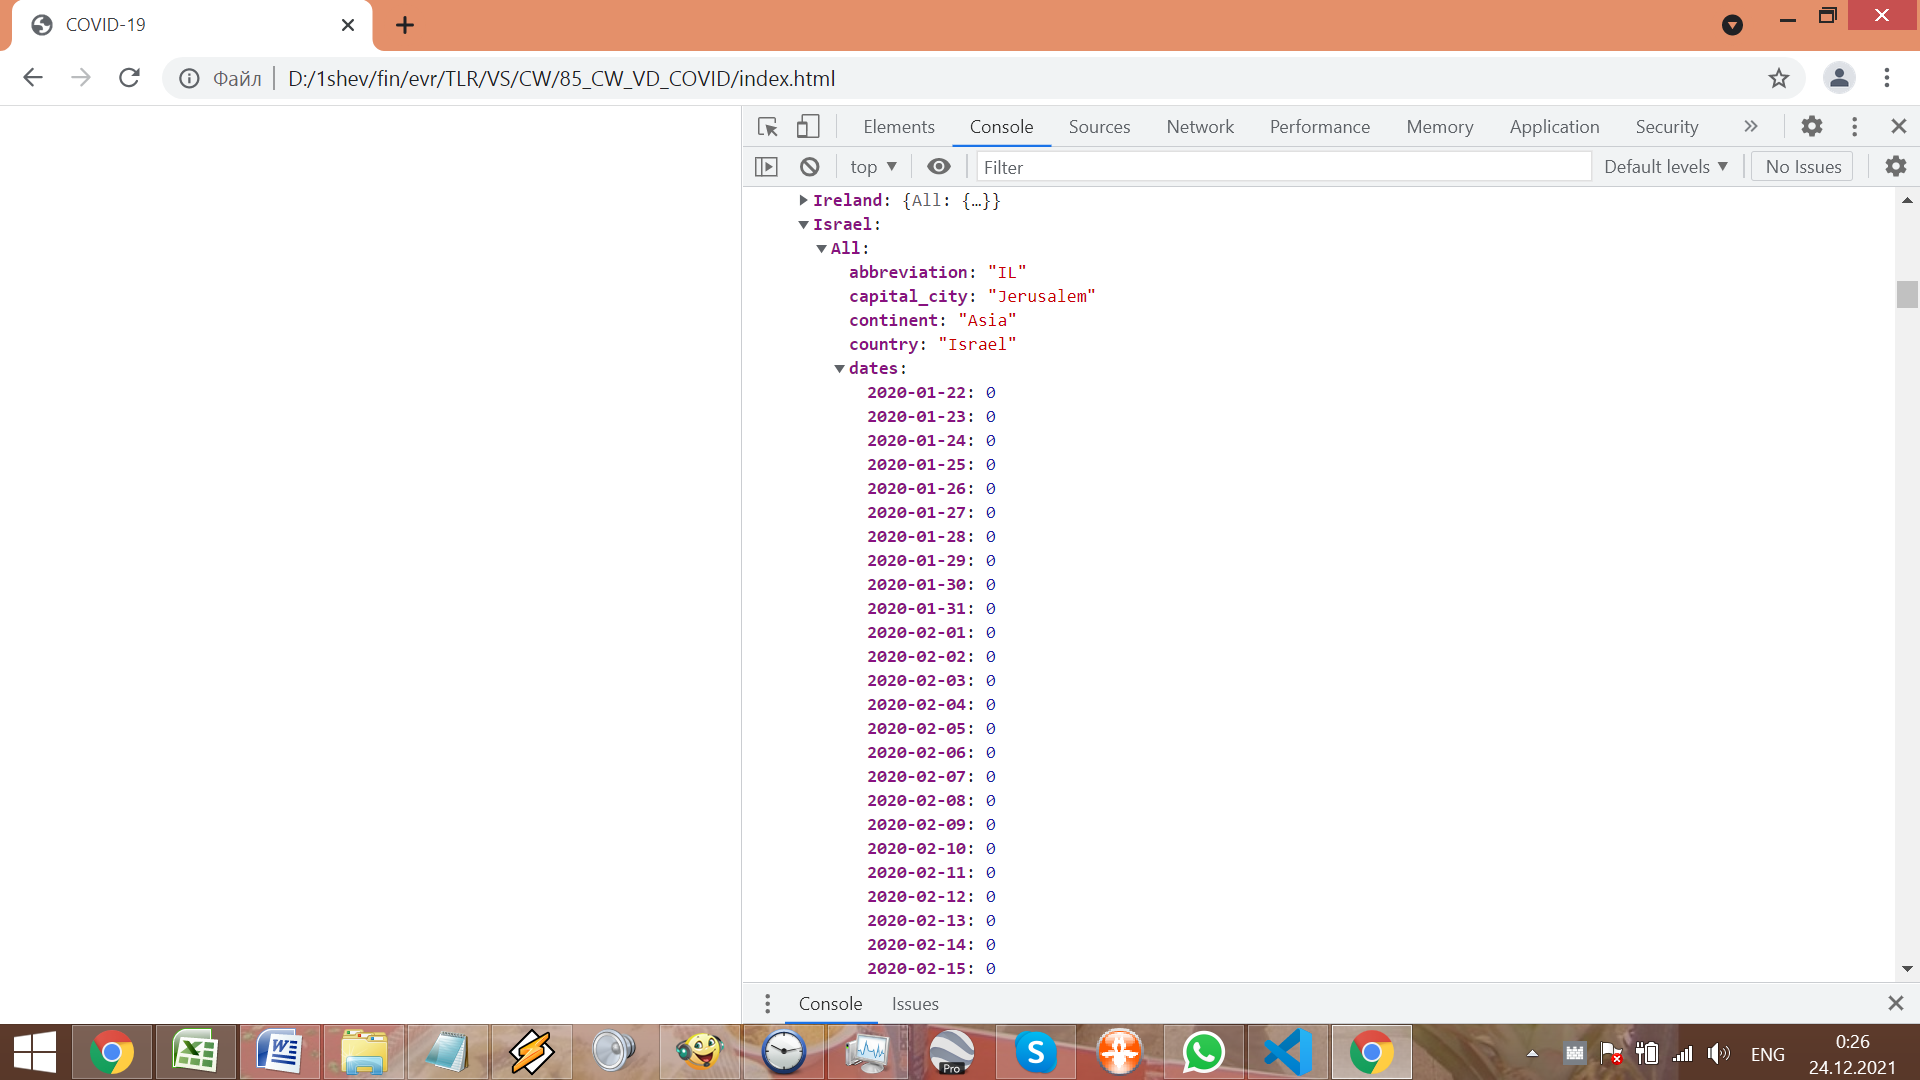 COVID-19
Файл D:/1shev/fin/evr/TLR/VS/CW/85_CW_VD_COVID/index.html
Elements Console Sources Network Performance Memory Application Security
top Filter Default levels No Issues
Ireland: {All: {…}}
Israel:
All:
abbreviation: "IL"
capital_city: "Jerusalem"
continent: "Asia"
country: "Israel"
dates:
2020-01-22: 0
2020-01-23: 0
2020-01-24: 0
2020-01-25: 0
2020-01-26: 0
2020-01-27: 0
2020-01-28: 0
2020-01-29: 0
2020-01-30: 0
2020-01-31: 0
2020-02-01: 0
2020-02-02: 0
2020-02-03: 0
2020-02-04: 0
2020-02-05: 0
2020-02-06: 0
2020-02-07: 0
2020-02-08: 0
2020-02-09: 0
2020-02-10: 0
2020-02-11: 0
2020-02-12: 0
2020-02-13: 0
2020-02-14: 0
2020-02-15: 0
Console Issues
Pro
ENG
0:26
24.12.2021